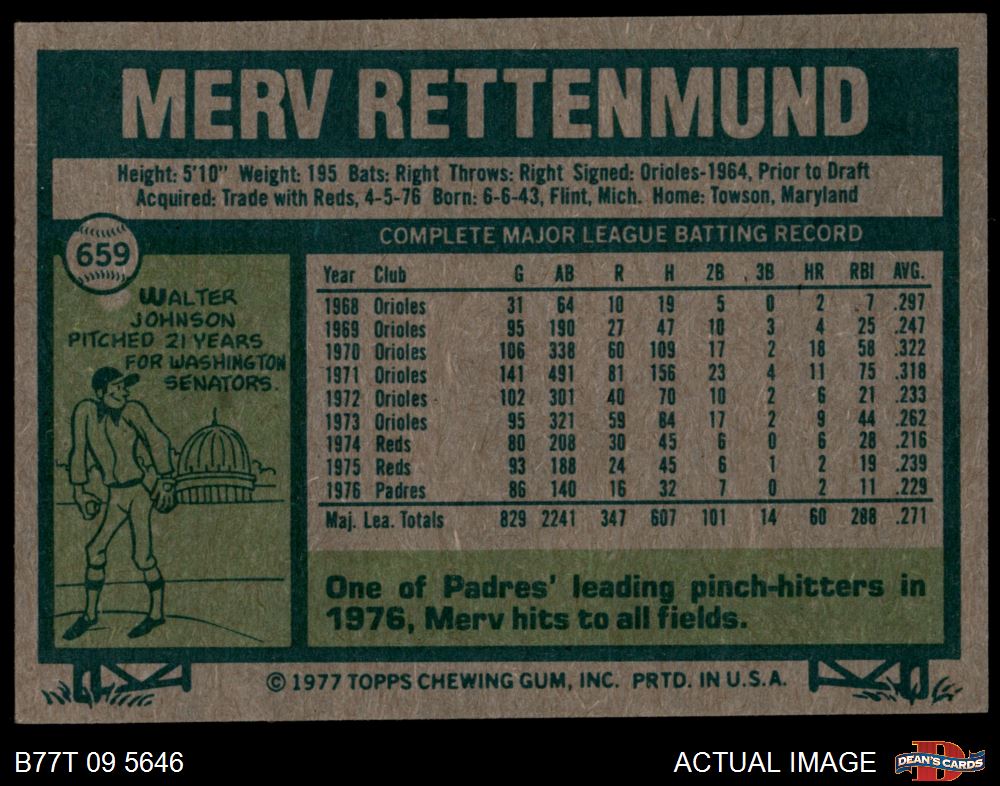 MERV RETTENMUND
Height: 5'10" Weight: 195 Bats: Right Throws: Right Signed: Orioles-1964, Prior to Draft
Acquired: Trade with Reds, 4-5-76 Born: 6-6-43, Flint, Mich. Home: Towson, Maryland
659
WALTER
JOHNSON
PITCHED 21 YEARS
FOR WASHINGTON
SENATORS.
COMPLETE MAJOR LEAGUE BATTING RECORD
Year Club G AB R H 2B 3B HR RBI AVG.
1968 Orioles 31 64 10 19 5 0 2 7 .297
1969 Orioles 95 190 27 47 10 3 4 25 .247
1970 Orioles 106 338 60 109 17 2 18 58 .322
1971 Orioles 141 491 81 156 23 4 11 75 .318
1972 Orioles 102 301 40 70 10 2 6 21 .233
1973 Orioles 95 321 59 84 17 2 9 44 .262
1974 Reds 80 208 30 45 6 0 6 28 .216
1975 Reds 93 188 24 45 6 1 2 19 .239
1976 Padres 86 140 16 32 7 0 2 11 .229
Maj. Lea. Totals 829 2241 347 607 101 14 60 288 .271
One of Padres' leading pinch-hitters in
1976, Merv hits to all fields.
© 1977 TOPPS CHEWING GUM, INC. PRTD. IN U.S.A.
B77T 09 5646
ACTUAL IMAGE
D
DEAN'S CARDS